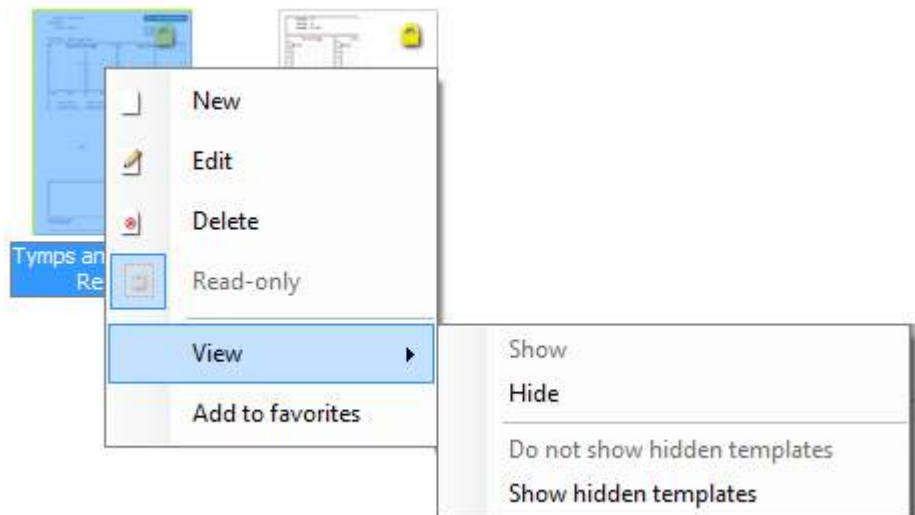 New
Edit
Delete
Tymps an
Re
Read-only
View
Show
Hide
Add to favorites
Do not show hidden templates
Show hidden templates